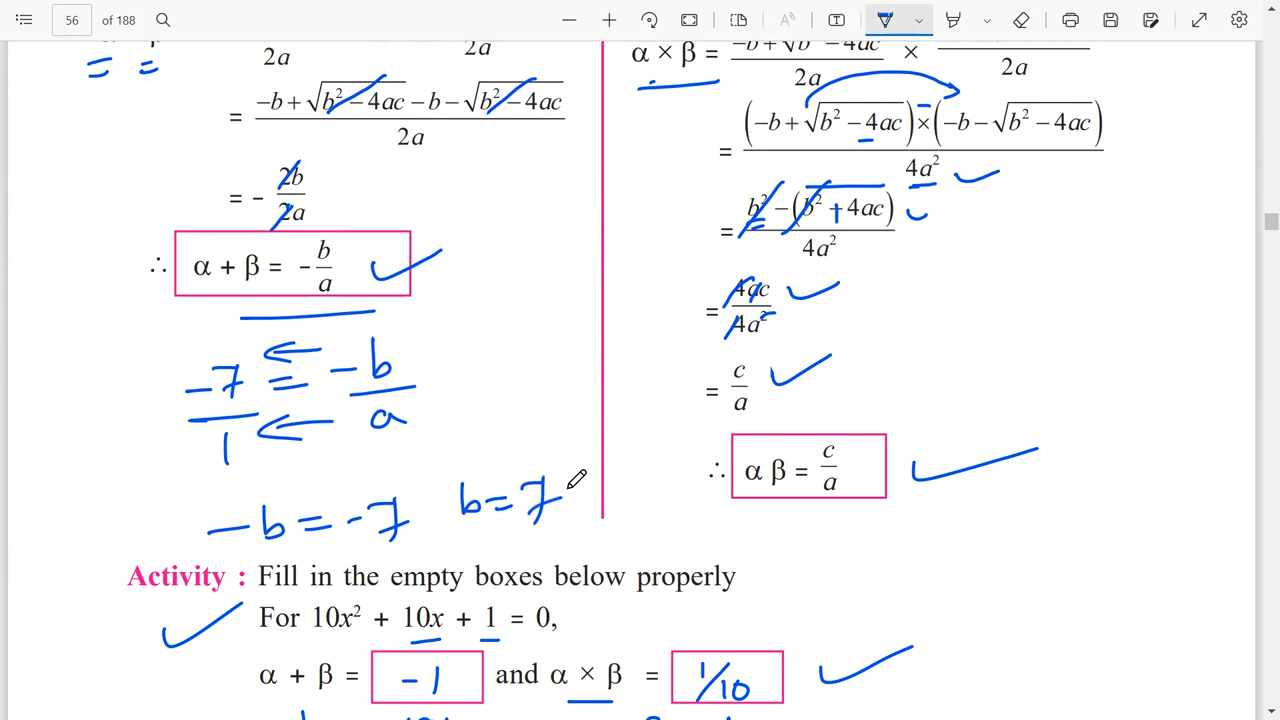 56 of 188
2a
2a
= −b + √b² − 4ac − b − √b² − 4ac / 2a
= - 2b / 2a
∴ α + β = - b/a
-7/1 = -b/a
-b = -7 b = 7
α × β = −b + √b² − 4ac / 2a × / 2a
= (−b + √b² − 4ac) × (−b − √b² − 4ac) / 4a²
= b² − (b² + 4ac) / 4a²
= 4ac / 4a²
= c / a
∴ α β = c/a
Activity : Fill in the empty boxes below properly
For 10x² + 10x + 1 = 0,
α + β = -1 and α × β = 1/10